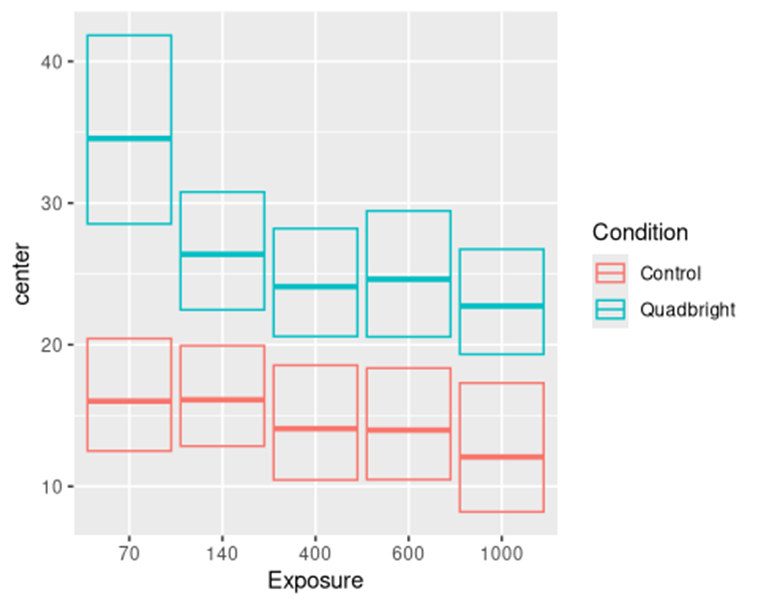 40
30
20
10
center
70 140 400 600 1000
Exposure
Condition
Control
Quadbright